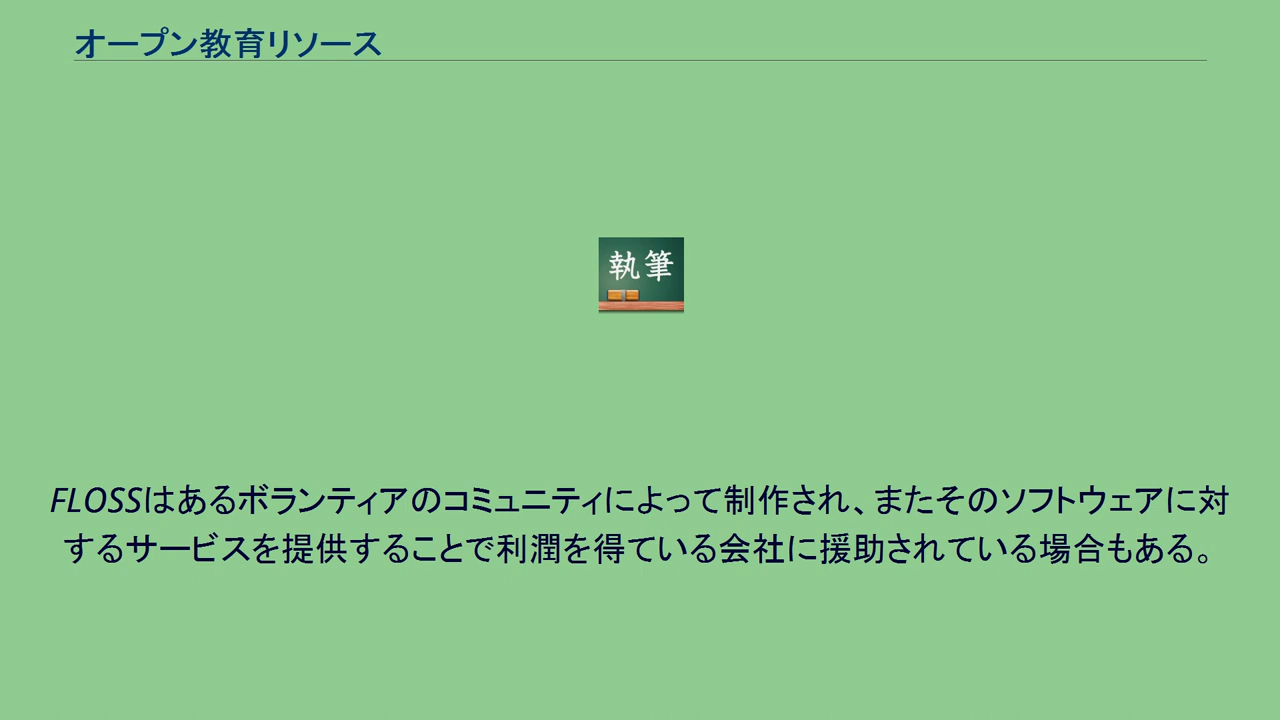 オープン教育リソース
執筆
FLOSSはあるボランティアのコミュニティによって制作され、またそのソフトウェアに対
するサービスを提供することで利潤を得ている会社に援助されている場合もある。